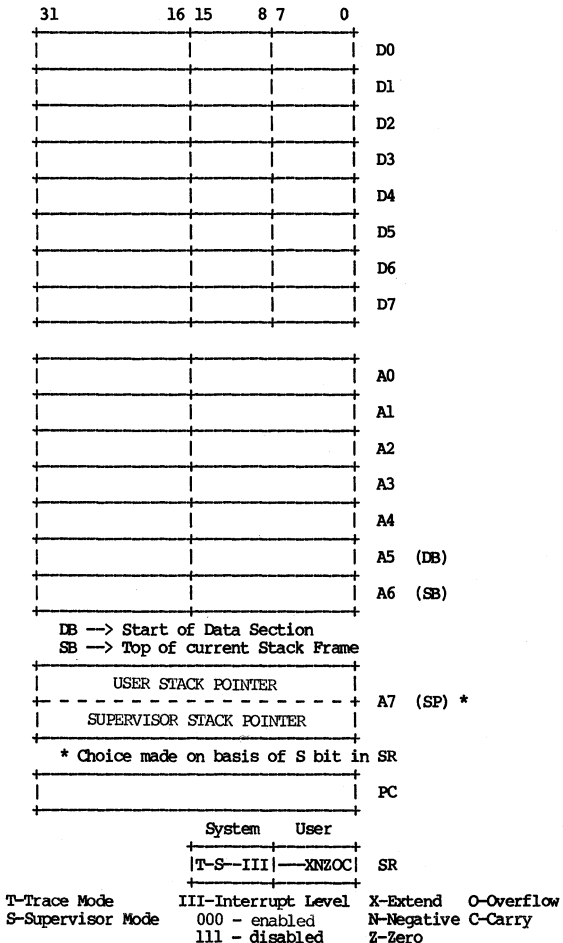 31 16 15 8 7 0
D0
D1
D2
D3
D4
D5
D6
D7
A0
A1
A2
A3
A4
A5 (DB)
A6 (SB)
DB --> Start of Data Section
SB --> Top of current Stack Frame
USER STACK POINTER
A7 (SP) *
SUPERVISOR STACK POINTER
* Choice made on basis of S bit in SR
PC
System User
|T-S--III|---XNZOC| SR
T-Trace Mode III-Interrupt Level X-Extend O-Overflow
S-Supervisor Mode 000 - enabled N-Negative C-Carry
111 - disabled Z-Zero